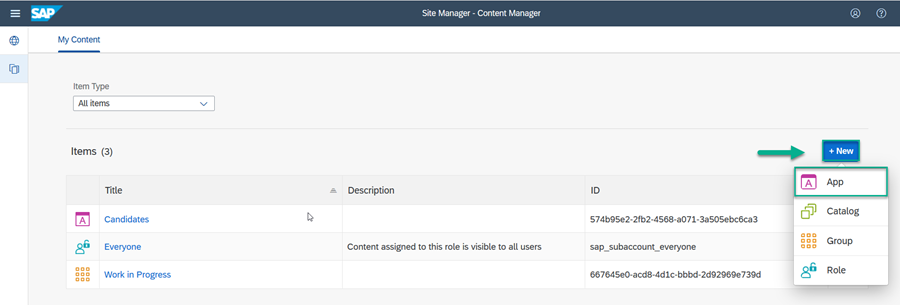 SAP
Site Manager - Content Manager
My Content
Item Type
All items
Items (3)
+ New
Title
Description
ID
A
App
A
Candidates
574b95e2-2fb2-4568-a071-3a505ebc6ca3
Catalog
Everyone
Content assigned to this role is visible to all users
sap_subaccount_everyone
Group
Work in Progress
667645e0-acd8-4d1c-bbbd-2d92969e739d
Role